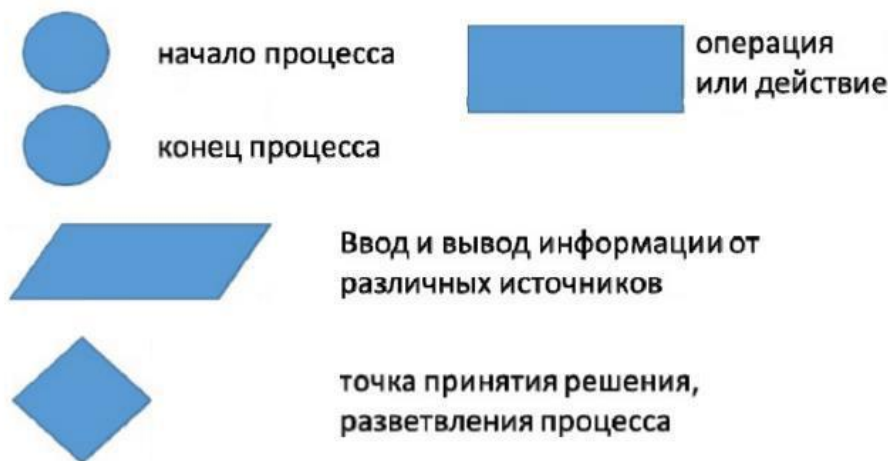 начало процесса
операция
или действие
конец процесса
Ввод и вывод информации от
различных источников
точка принятия решения,
разветвления процесса